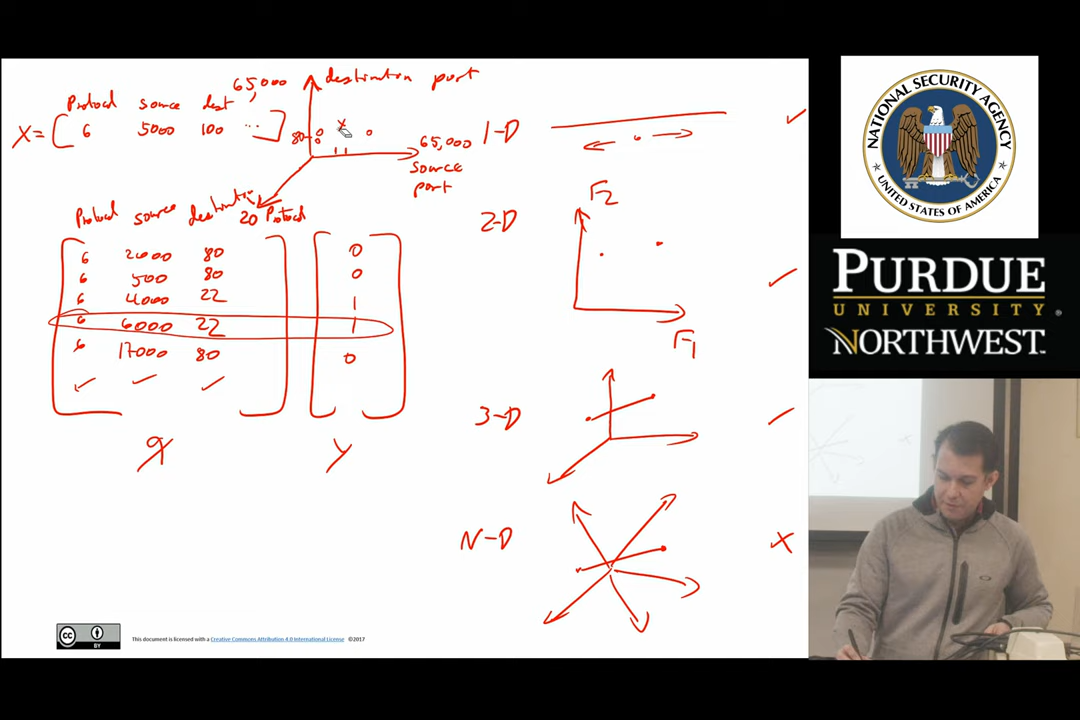 65,000 destination port
Protocol source dest
X = [ 6 5000 100 ... ]
80
x
65,000
source
port
20 Protocol
Protocol source destination
6 2000 80 0
6 500 80 0
6 4000 22 1
6 6000 22 1
6 17000 80 0
X y
1-D
2-D
F2
F1
3-D
N-D
This document is licensed with a Creative Commons Attribution 4.0 International License ©2017
CC
BY
NATIONAL SECURITY AGENCY
UNITED STATES OF AMERICA
PURDUE
UNIVERSITY
NORTHWEST